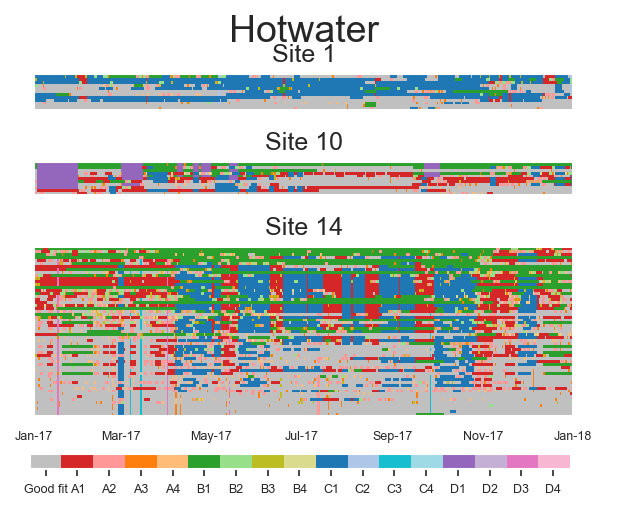 Hotwater
Site 1
Site 10
Site 14
Jan-17 Mar-17 May-17 Jul-17 Sep-17 Nov-17 Jan-18
Good fit A1 A2 A3 A4 B1 B2 B3 B4 C1 C2 C3 C4 D1 D2 D3 D4